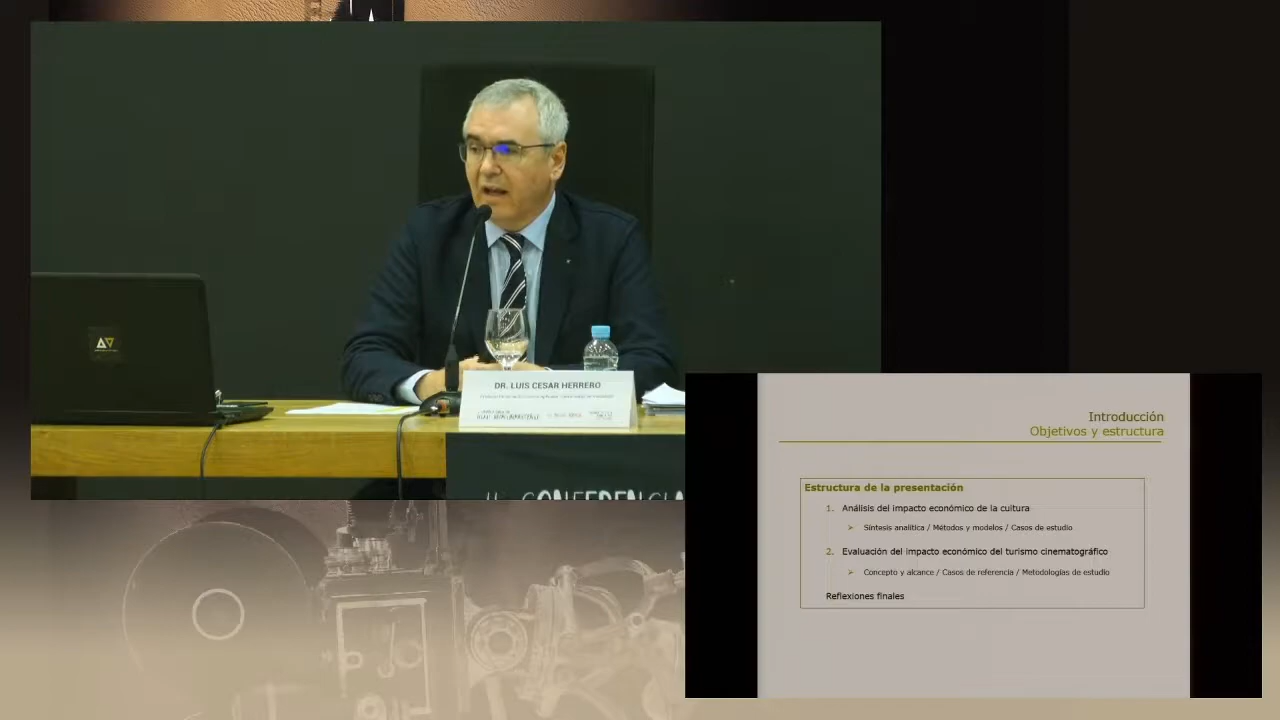 DR. LUIS CESAR HERRERO
II CONFERENCIA
Introducción
Objetivos y estructura
Estructura de la presentación
1. Análisis del impacto económico de la cultura
➤ Síntesis analítica / Métodos y modelos / Casos de estudio
2. Evaluación del impacto económico del turismo cinematográfico
➤ Concepto y alcance / Casos de referencia / Metodologías de estudio
Reflexiones finales